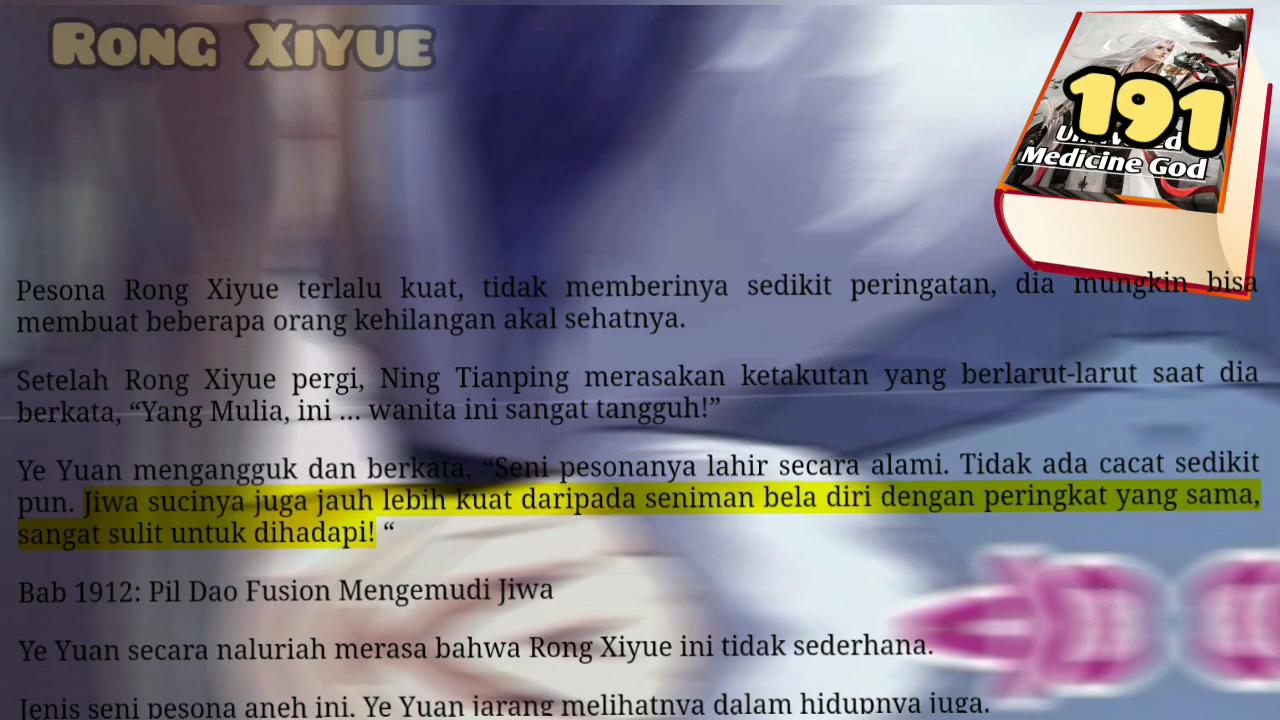 Rong Xiyue
191
Medicine God
Pesona Rong Xiyue terlalu kuat, tidak memberinya sedikit peringatan, dia mungkin bisa
membuat beberapa orang kehilangan akal sehatnya.
Setelah Rong Xiyue pergi, Ning Tianping merasakan ketakutan yang berlarut-larut saat dia
berkata, “Yang Mulia, ini ... wanita ini sangat tangguh!”
Ye Yuan mengangguk dan berkata, “Seni pesonanya lahir secara alami. Tidak ada cacat sedikit
pun. Jiwa sucinya juga jauh lebih kuat daripada seniman bela diri dengan peringkat yang sama,
sangat sulit untuk dihadapi! “
Bab 1912: Pil Dao Fusion Mengemudi Jiwa
Ye Yuan secara naluriah merasa bahwa Rong Xiyue ini tidak sederhana.
Jenis seni pesona aneh ini, Ye Yuan jarang melihatnya dalam hidupnya juga.